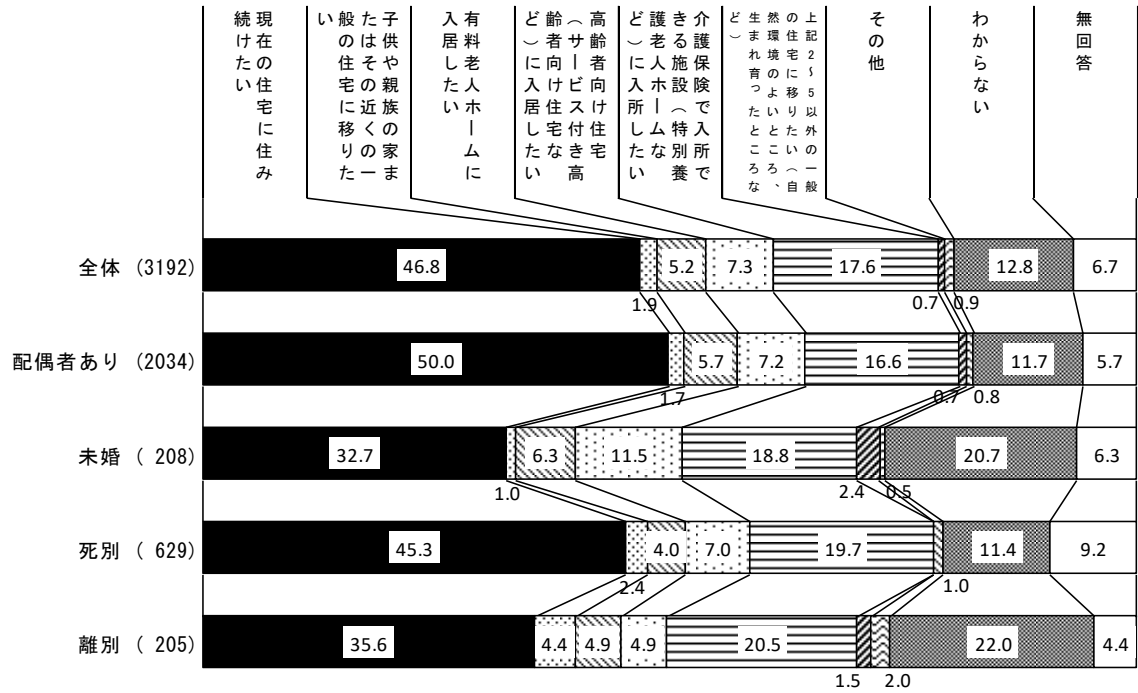 現在の住宅に住み
続けたい
子供や親族の家ま
たはその近くの一
般の住宅に移りた
い
有料老人ホームに
入居したい
高齢者向け住宅
（サービス付き高
齢者向け住宅な
ど）に入居したい
介護保険で入所で
きる施設（特別養
護老人ホームな
ど）に入所したい
上記２～５以外の一般
の住宅に移りたい（自
然環境のよいところ、
生まれ育ったところな
ど）
その他
わからない
無回答
全体 (3192) 46.8 5.2 7.3 17.6 12.8 6.7
1.9 0.7 0.9
配偶者あり (2034) 50.0 5.7 7.2 16.6 11.7 5.7
1.7 0.7 0.8
未婚 ( 208) 32.7 6.3 11.5 18.8 20.7 6.3
1.0 2.4 0.5
死別 ( 629) 45.3 4.0 7.0 19.7 11.4 9.2
2.4 1.0
離別 ( 205) 35.6 4.4 4.9 4.9 20.5 22.0 4.4
1.5 2.0